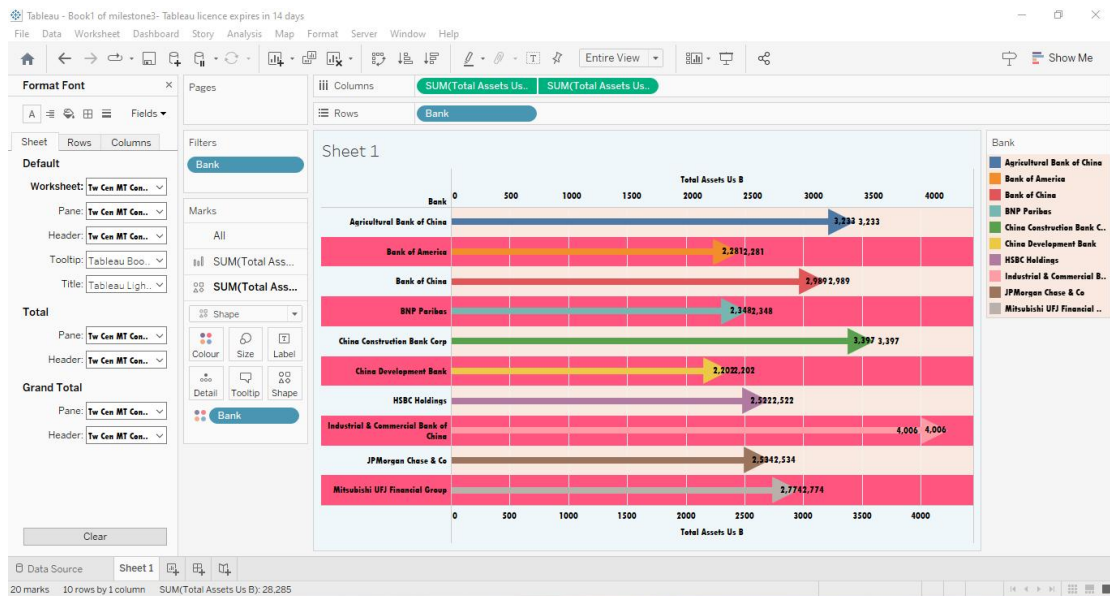 Tableau - Book1 of milestone3- Tableau licence expires in 14 days
File Data Worksheet Dashboard Story Analysis Map Format Server Window Help
Entire View
Show Me
Format Font
Fields
Sheet Rows Columns
Default
Worksheet: Tw Cen MT Con..
Pane: Tw Cen MT Con..
Header: Tw Cen MT Con..
Tooltip: Tableau Boo..
Title: Tableau Ligh..
Total
Pane: Tw Cen MT Con..
Header: Tw Cen MT Con..
Grand Total
Pane: Tw Cen MT Con..
Header: Tw Cen MT Con..
Clear
Pages
Filters
Bank
Marks
All
SUM(Total Ass...
SUM(Total Ass...
Shape
Colour Size Label
Detail Tooltip Shape
Bank
Columns SUM(Total Assets Us.. SUM(Total Assets Us..
Rows Bank
Sheet 1
Total Assets Us B
Bank 0 500 1000 1500 2000 2500 3000 3500 4000
Agricultural Bank of China 3,233 3,233
Bank of America 2,281 2,281
Bank of China 2,989 2,989
BNP Paribas 2,348 2,348
China Construction Bank Corp 3,397 3,397
China Development Bank 2,202 2,202
HSBC Holdings 2,522 2,522
Industrial & Commercial Bank of
China 4,006 4,006
JPMorgan Chase & Co 2,534 2,534
Mitsubishi UFJ Financial Group 2,774 2,774
0 500 1000 1500 2000 2500 3000 3500 4000
Total Assets Us B
Bank
Agricultural Bank of China
Bank of America
Bank of China
BNP Paribas
China Construction Bank C..
China Development Bank
HSBC Holdings
Industrial & Commercial B..
JPMorgan Chase & Co
Mitsubishi UFJ Financial ..
Data Source Sheet 1
20 marks 10 rows by 1 column SUM(Total Assets Us B): 28,285